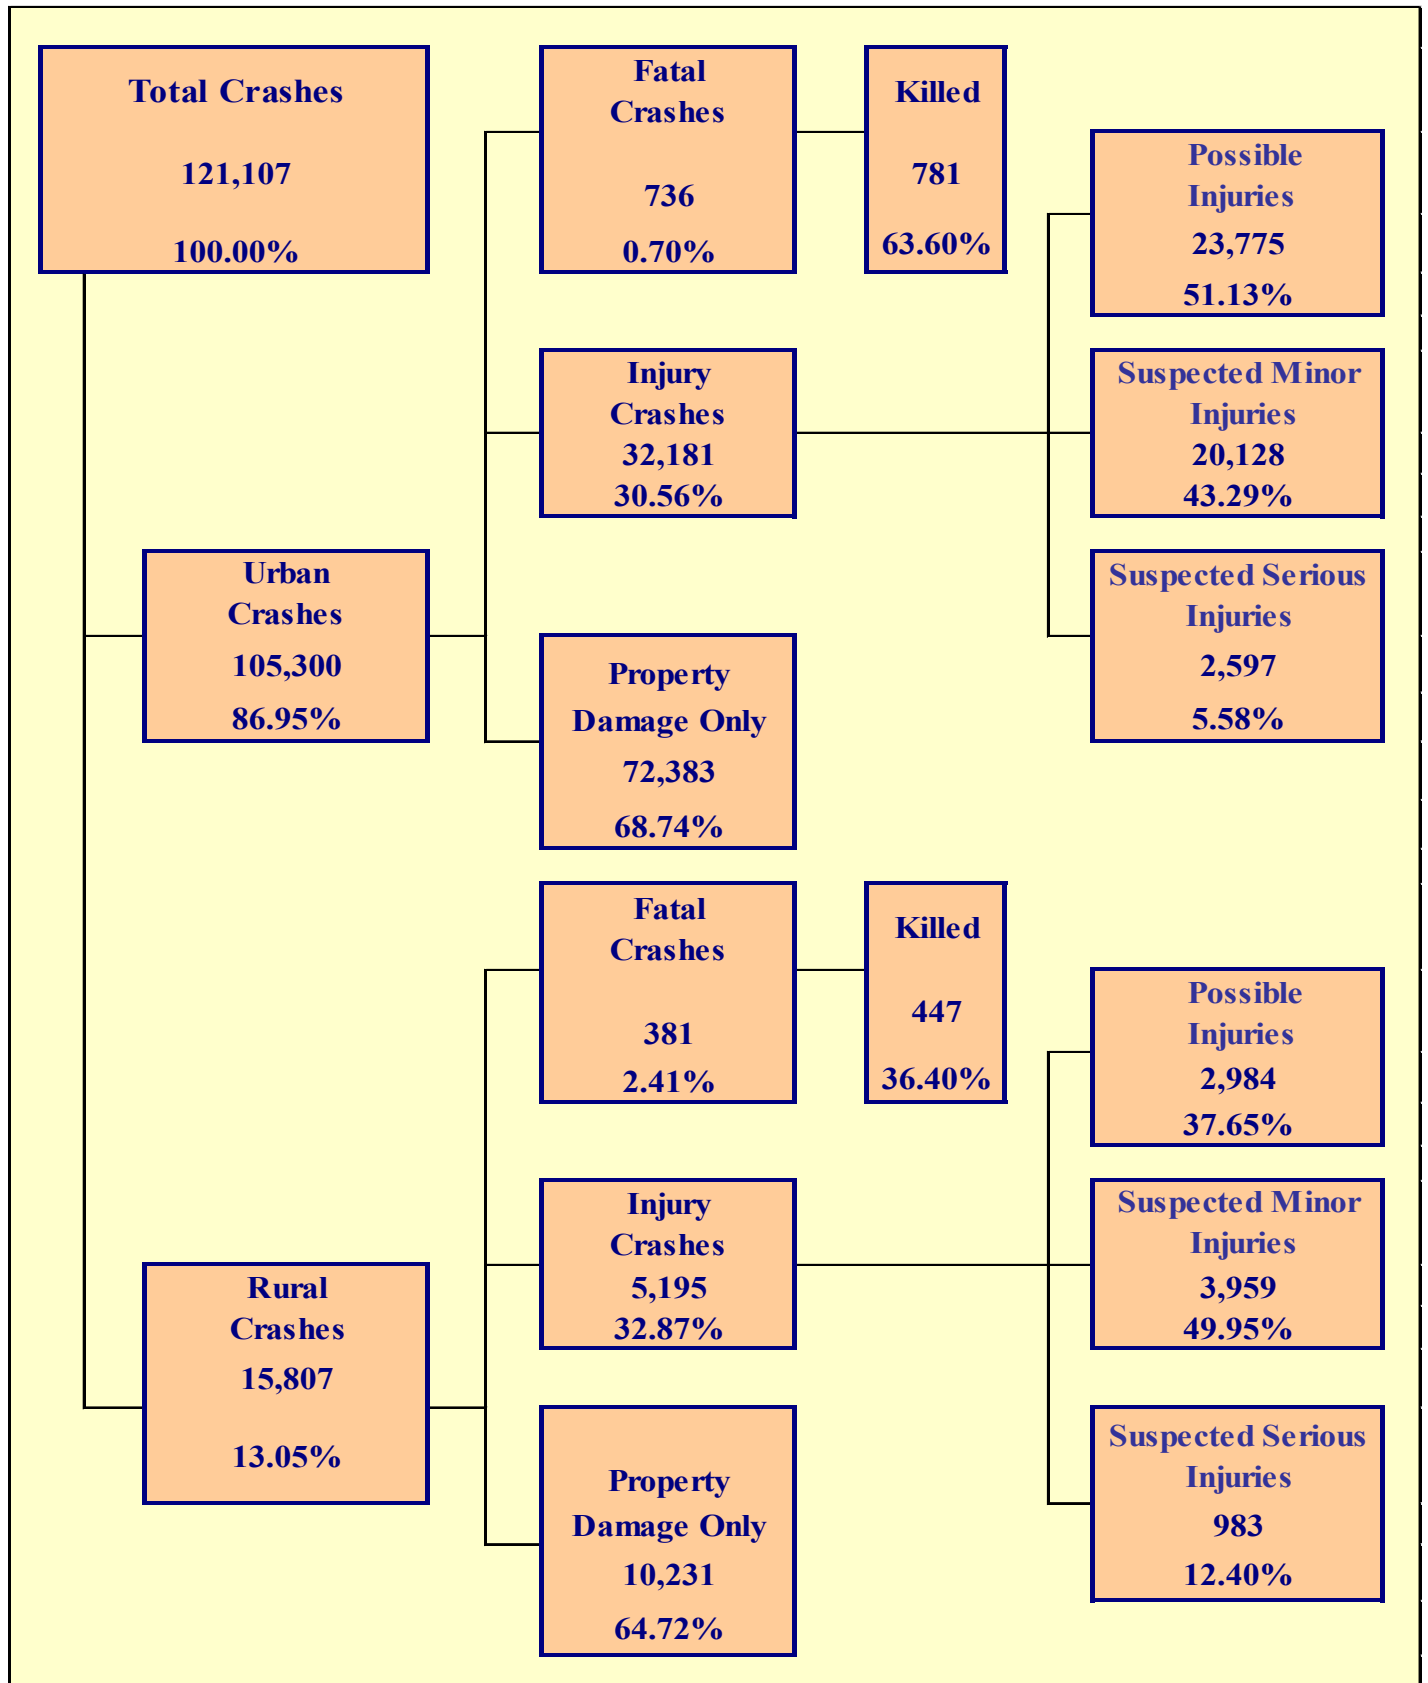 Total Crashes
121,107
100.00%
Fatal
Crashes
736
0.70%
Killed
781
63.60%
Possible
Injuries
23,775
51.13%
Injury
Crashes
32,181
30.56%
Suspected Minor
Injuries
20,128
43.29%
Urban
Crashes
105,300
86.95%
Suspected Serious
Injuries
2,597
5.58%
Property
Damage Only
72,383
68.74%
Fatal
Crashes
381
2.41%
Killed
447
36.40%
Possible
Injuries
2,984
37.65%
Injury
Crashes
5,195
32.87%
Suspected Minor
Injuries
3,959
49.95%
Rural
Crashes
15,807
13.05%
Property
Damage Only
10,231
64.72%
Suspected Serious
Injuries
983
12.40%